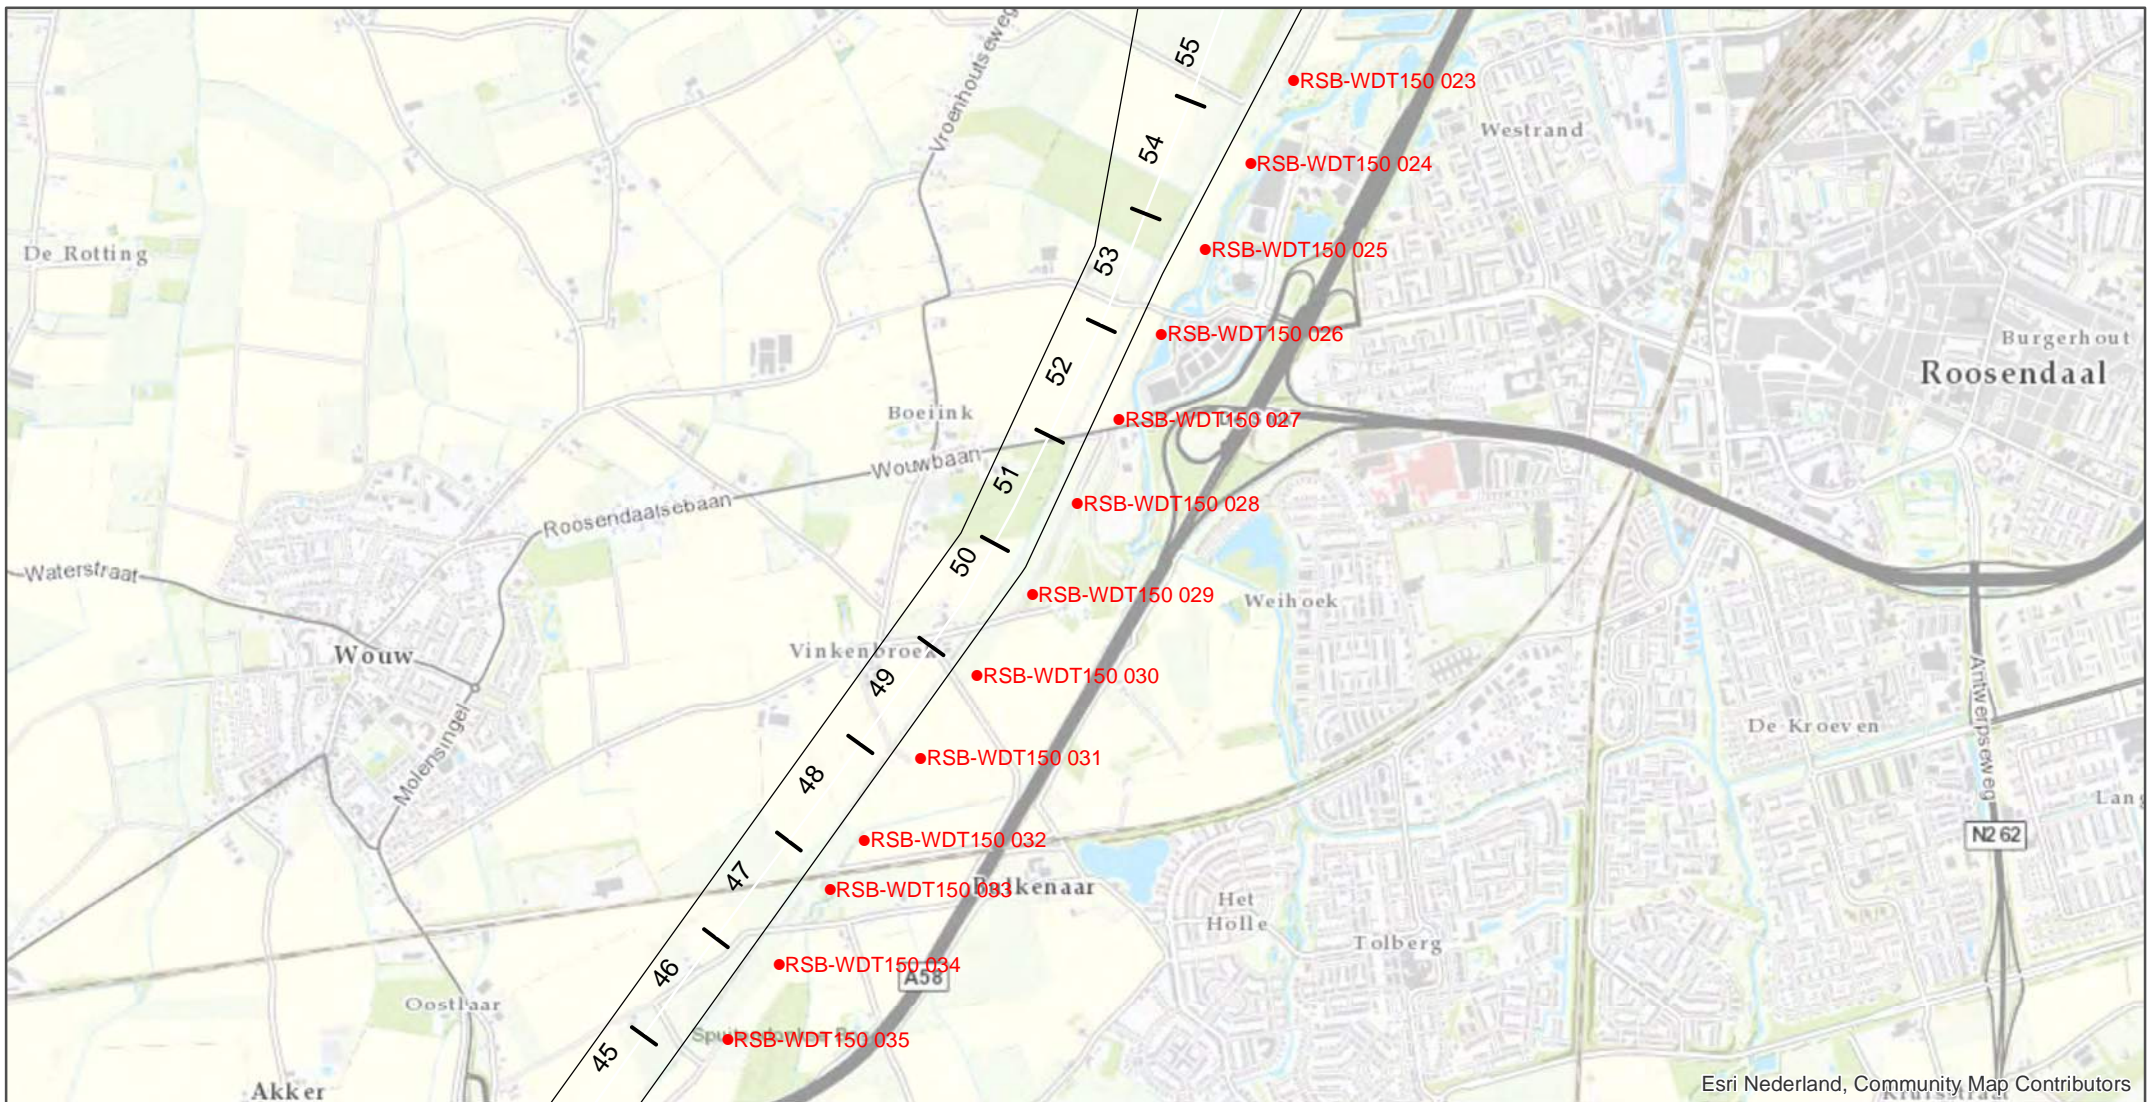 55
RSB-WDT150 023
Vroenhoutseweg
Westrand
54
RSB-WDT150 024
De Rotting
53
RSB-WDT150 025
RSB-WDT150 026
Burgerhout
Roosendaal
52
Boeiink
RSB-WDT150 027
Wouwbaan
51
Roosendaalsebaan
RSB-WDT150 028
50
Waterstraat
RSB-WDT150 029
Weihoek
Vinkenbroek
Wouw
49
RSB-WDT150 030
Antwerpseweg
Molensingel
De Kroeven
48
RSB-WDT150 031
Lang
RSB-WDT150 032
N262
47
RSB-WDT150 033
Bulkenaar
Het
Holle
Tolberg
46
RSB-WDT150 034
A58
Oostlaar
45
RSB-WDT150 035
Akker
Esri Nederland, Community Map Contributors